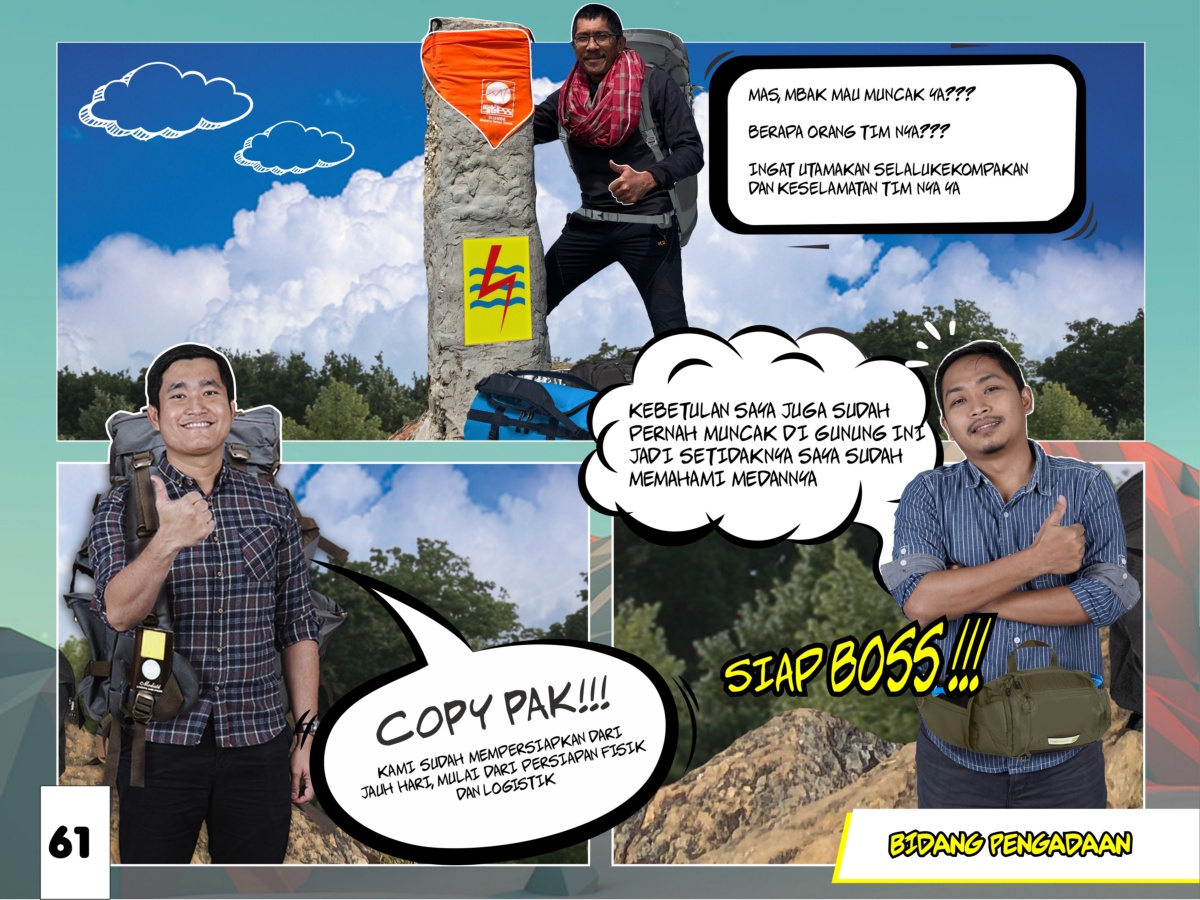 MAS, MBAK MAU MUNCAK YA???
BERAPA ORANG TIM NYA???
INGAT UTAMAKAN SELALUKEKOMPAKAN
DAN KESELAMATAN TIM NYA YA
KEBETULAN SAYA JUGA SUDAH
PERNAH MUNCAK DI GUNUNG INI
JADI SETIDAKNYA SAYA SUDAH
MEMAHAMI MEDANNYA
SIAP BOSS !!!
COPY PAK!!!
KAMI SUDAH MEMPERSIAPKAN DARI
JAUH HARI, MULAI DARI PERSIAPAN FISIK
DAN LOGISTIK
61
BIDANG PENGADAAN